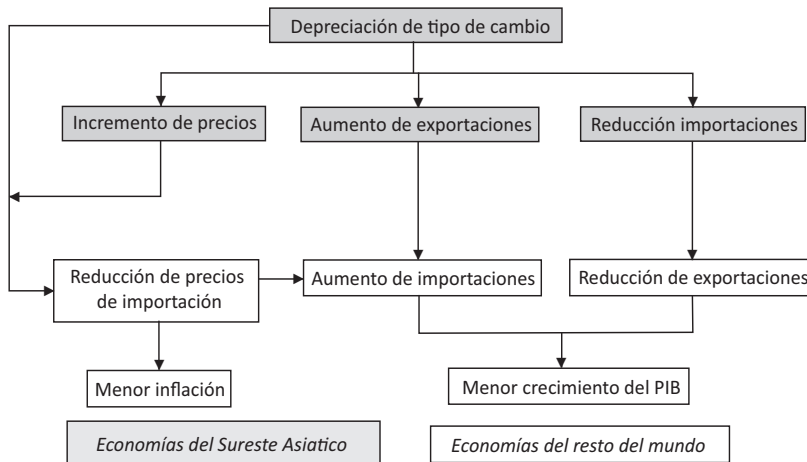 Depreciación de tipo de cambio
Incremento de precios
Aumento de exportaciones
Reducción importaciones
Reducción de precios
de importación
Aumento de importaciones
Reducción de exportaciones
Menor inflación
Menor crecimiento del PIB
Economías del Sureste Asiatico
Economías del resto del mundo